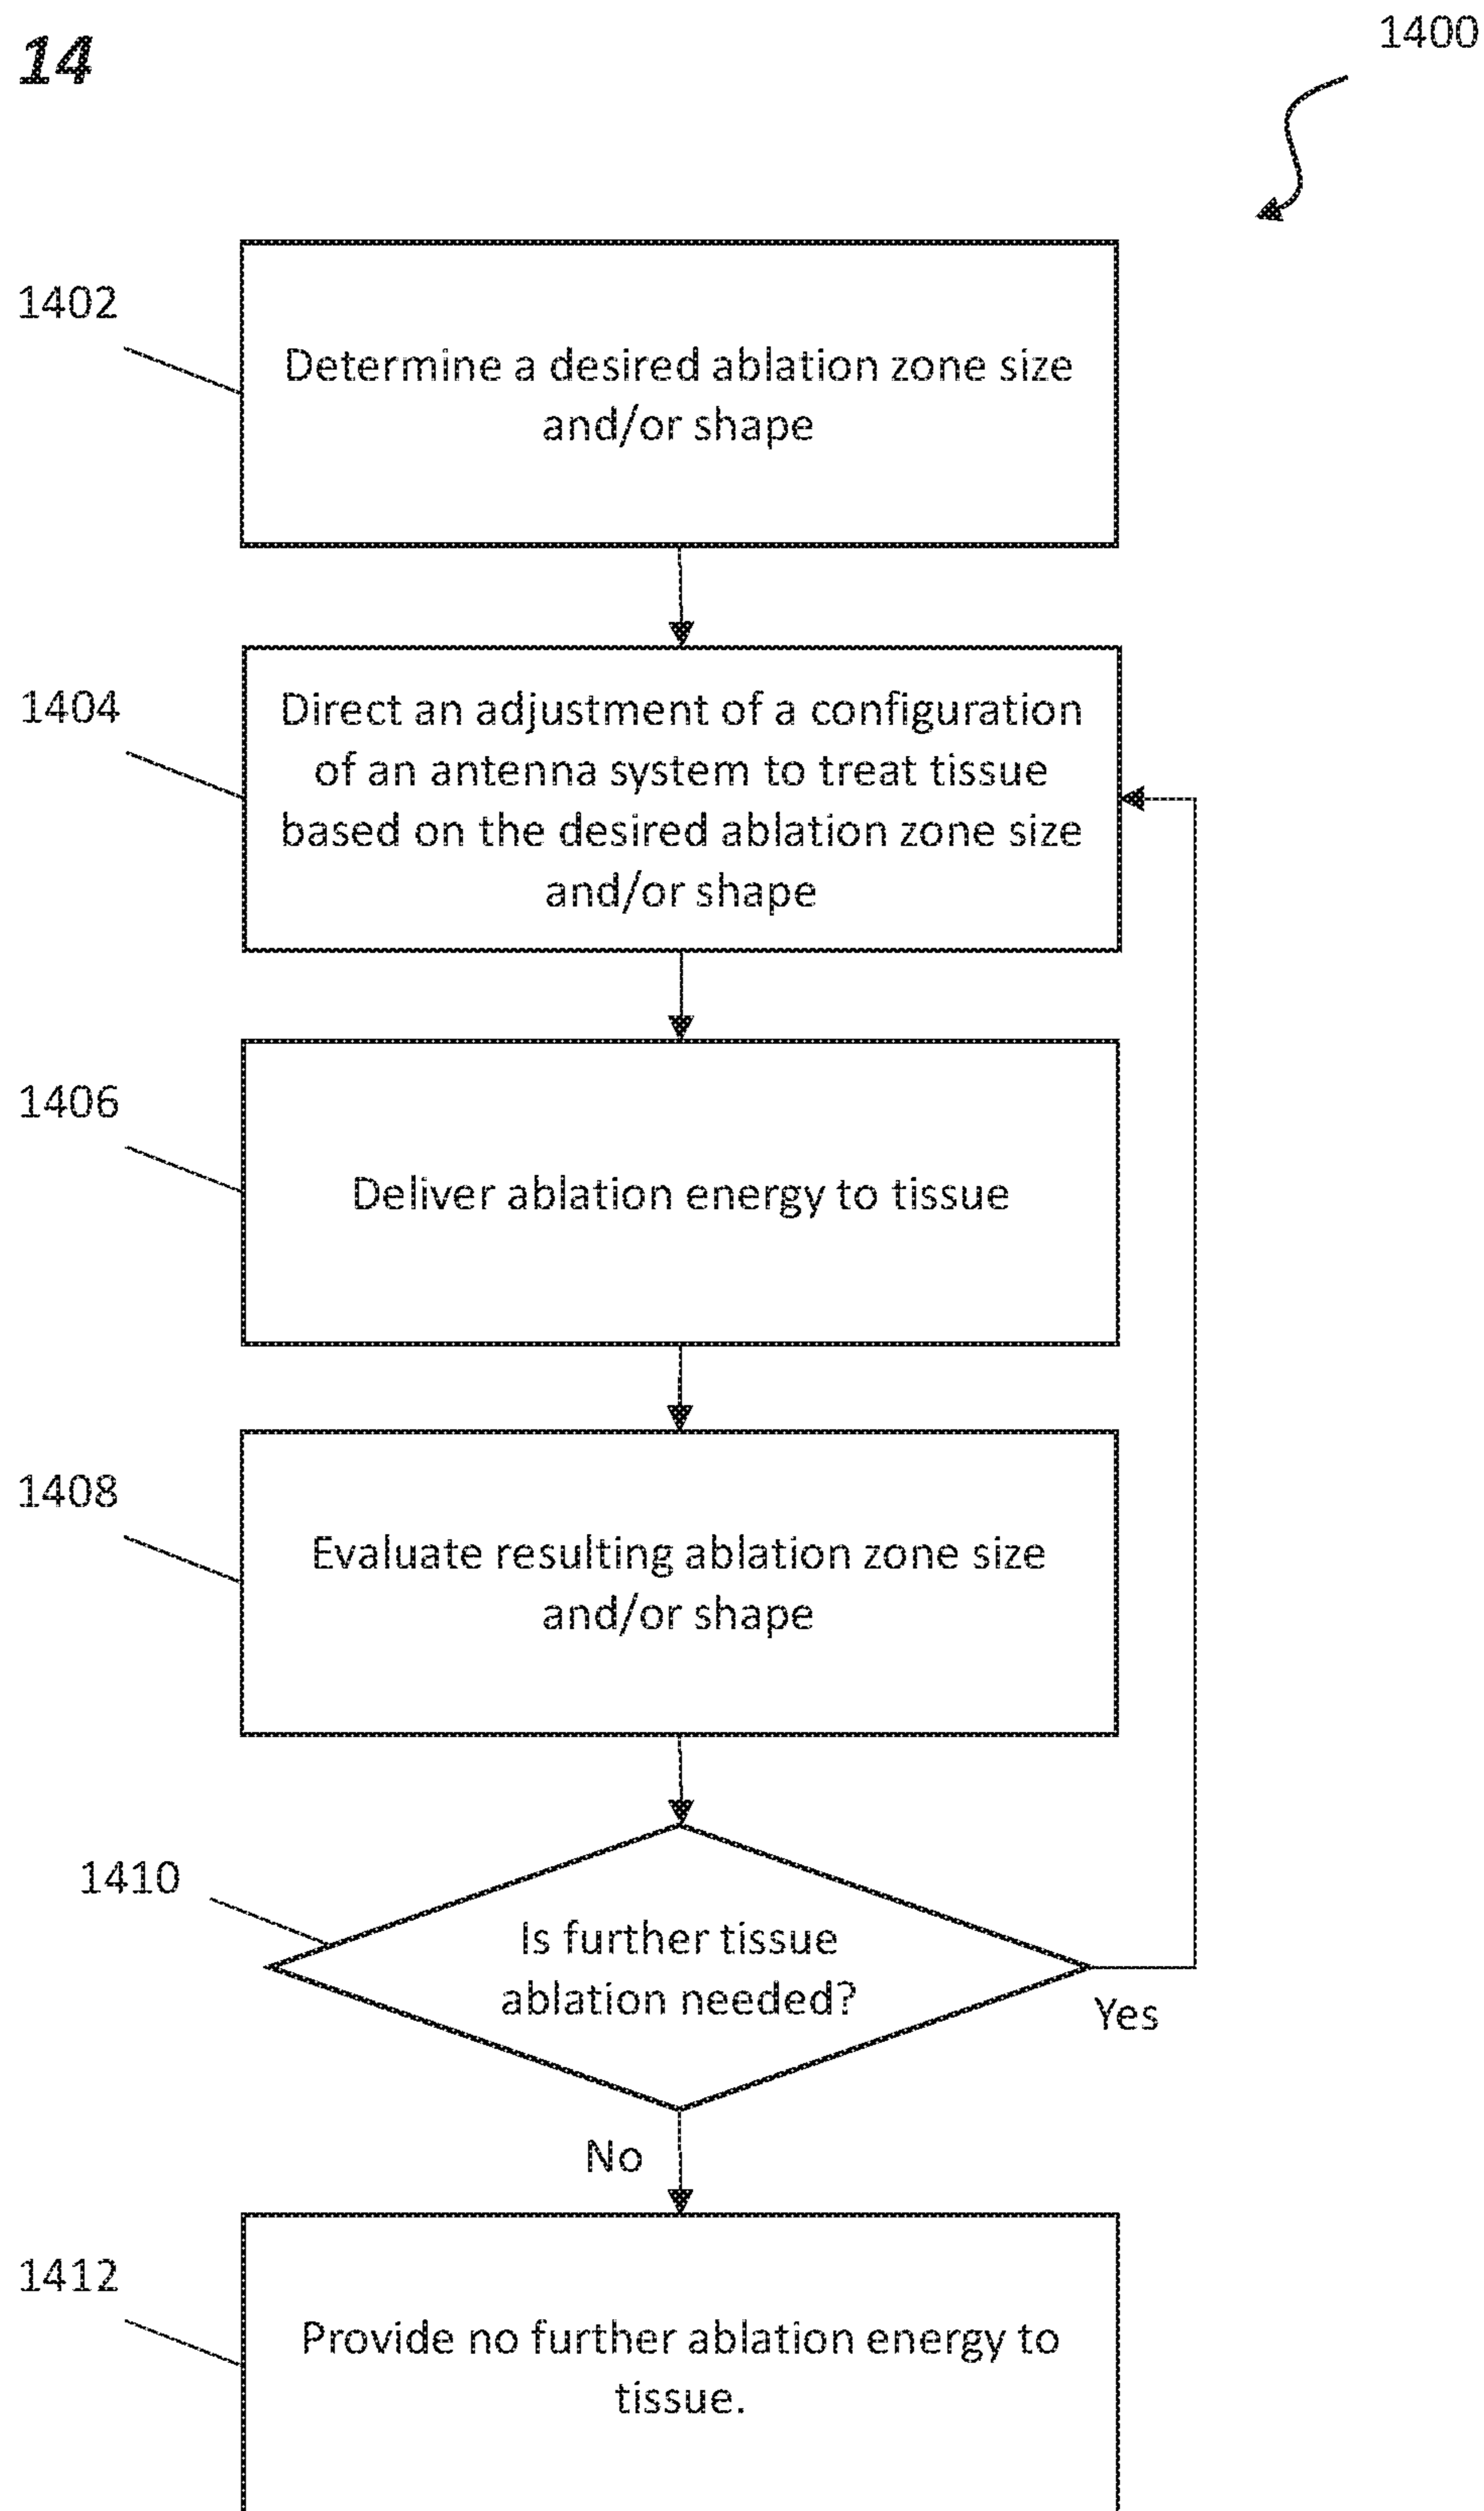 14
1400
1402
Determine a desired ablation zone size
and/or shape
1404
Direct an adjustment of a configuration
of an antenna system to treat tissue
based on the desired ablation zone size
and/or shape
1406
Deliver ablation energy to tissue
1408
Evaluate resulting ablation zone size
and/or shape
1410
Is further tissue
ablation needed?
Yes
No
1412
Provide no further ablation energy to
tissue.